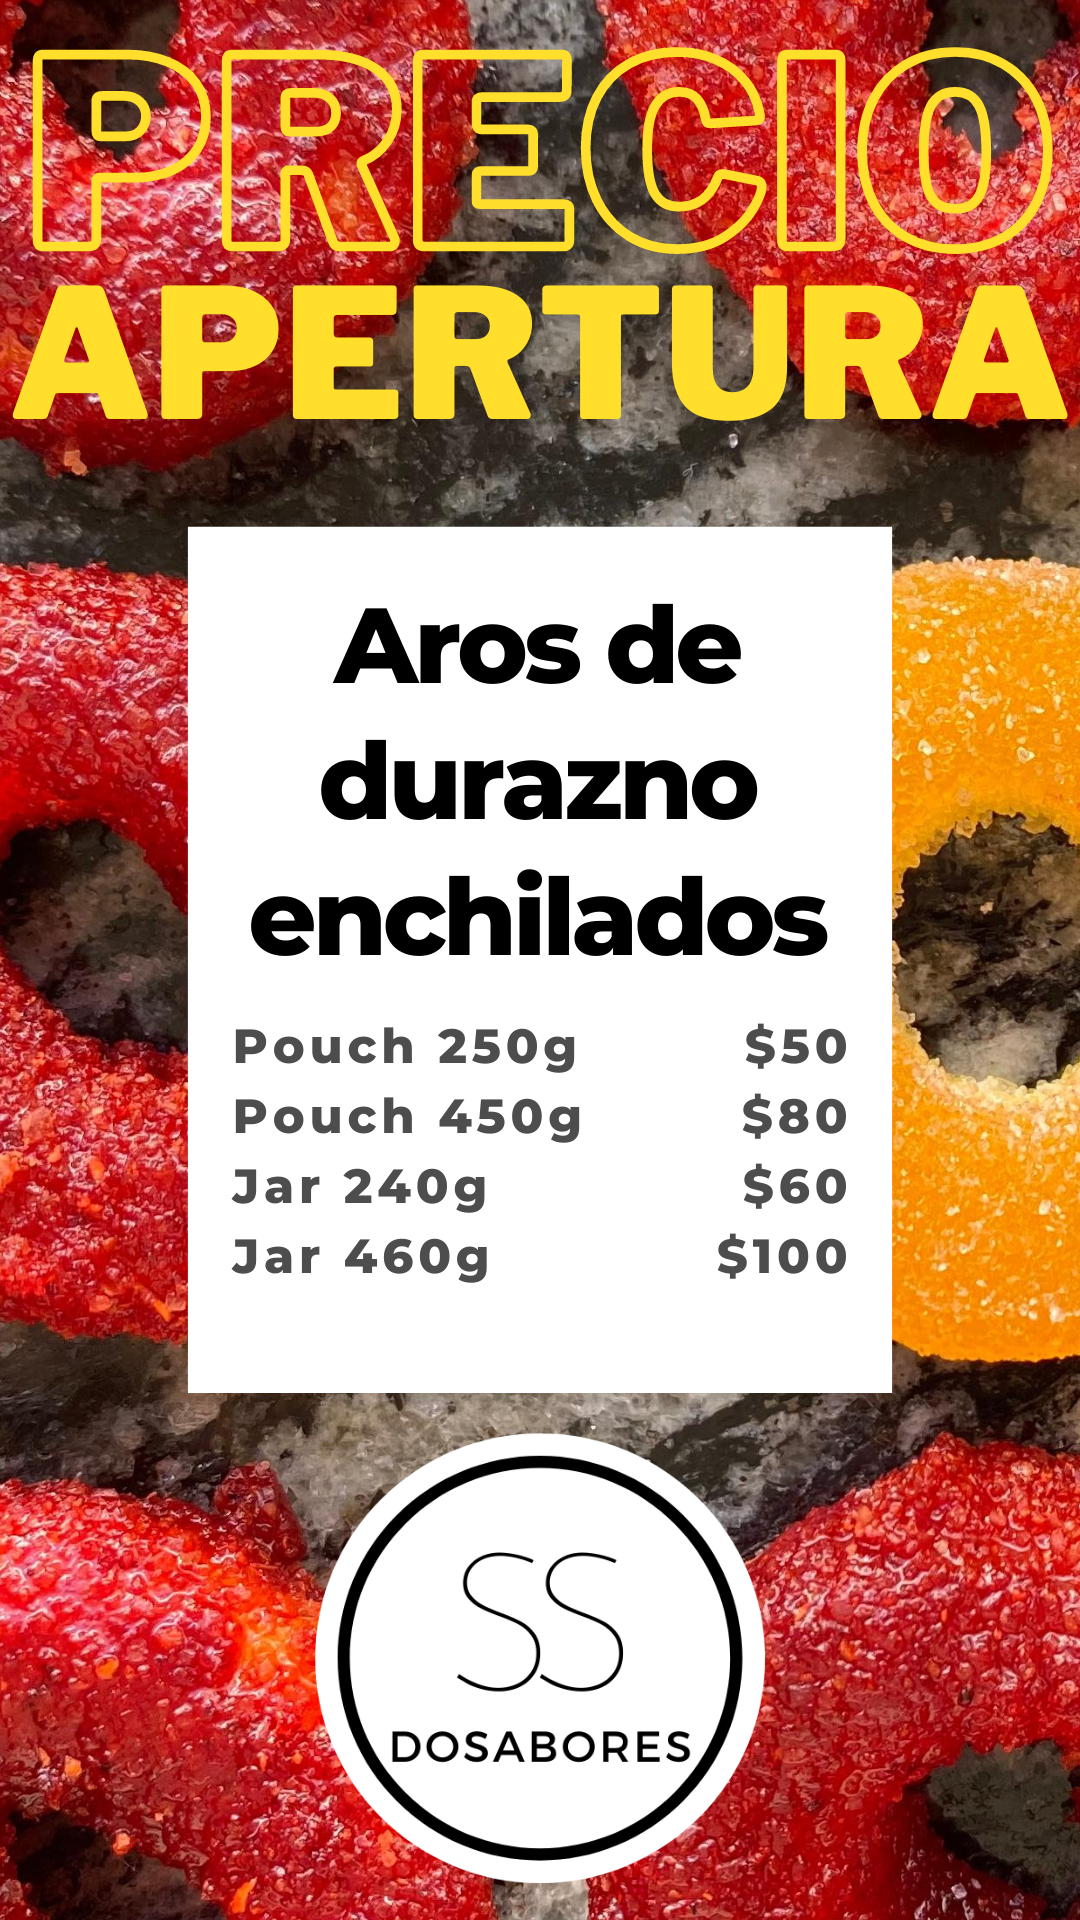 PRECIO
APERTURA
Aros de
durazno
enchilados
Pouch 250g $50
Pouch 450g $80
Jar 240g $60
Jar 460g $100
SS
DOSABORES